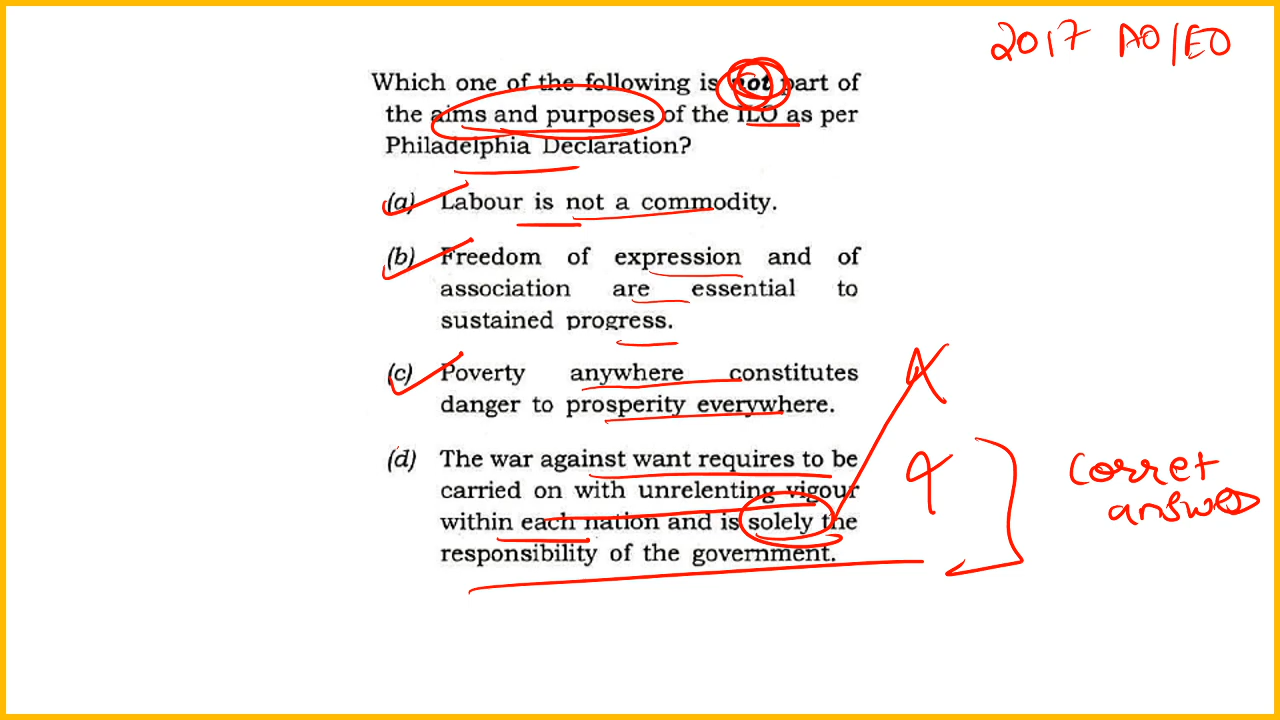 2017 AO/EO
Which one of the following is not part of
the aims and purposes of the ILO as per
Philadelphia Declaration?
(a) Labour is not a commodity.
(b) Freedom of expression and of
association are essential to
sustained progress.
(c) Poverty anywhere constitutes
danger to prosperity everywhere.
(d) The war against want requires to be
carried on with unrelenting vigour
within each nation and is solely the
responsibility of the government.
corret
answer